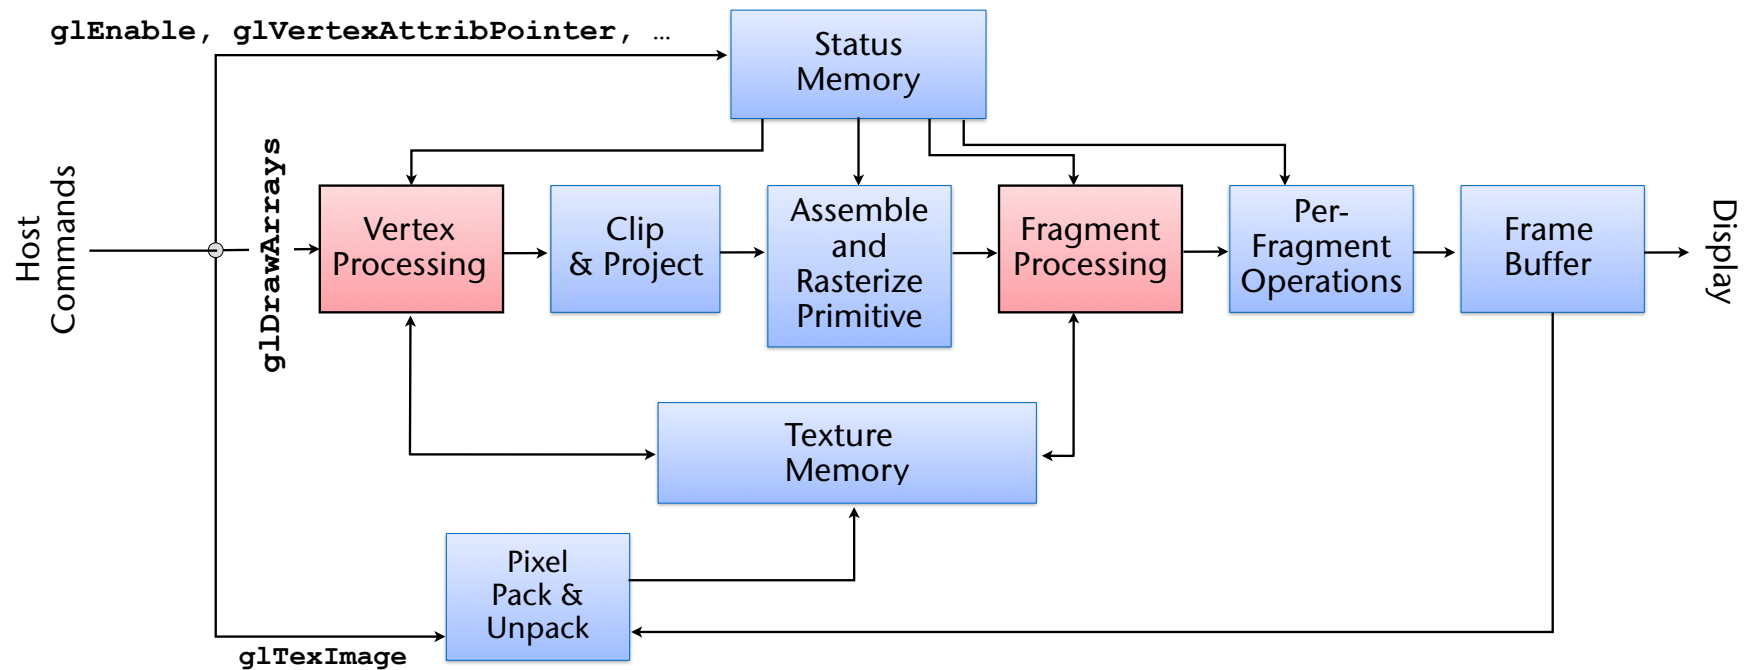 glEnable, glVertexAttribPointer, …
Status
Memory
Host
Commands
glDrawArrays
Vertex
Processing
Clip
& Project
Assemble
and
Rasterize
Primitive
Fragment
Processing
Per-
Fragment
Operations
Frame
Buffer
Display
Texture
Memory
Pixel
Pack &
Unpack
glTexImage